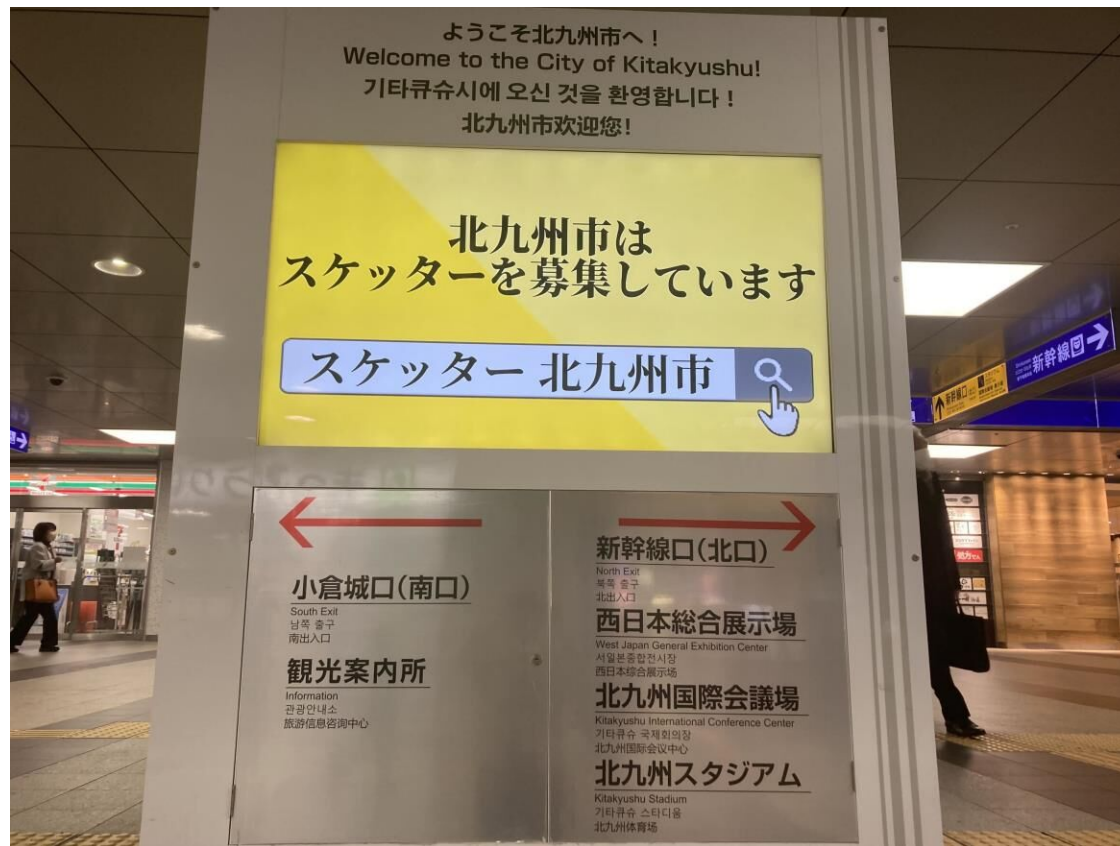 ようこそ北九州市へ！
Welcome to the City of Kitakyushu!
기타큐슈시에 오신 것을 환영합니다！
北九州市欢迎您!
北九州市は
スケッターを募集しています
スケッター 北九州市
小倉城口(南口)
South Exit
남쪽 출구
南出入口
観光案内所
Information
관광안내소
旅游信息咨询中心
新幹線口(北口)
North Exit
북쪽 출구
北出入口
西日本総合展示場
West Japan General Exhibition Center
서일본종합전시장
西日本综合展示场
北九州国際会議場
Kitakyushu International Conference Center
기타큐슈 국제회의장
北九州国际会议中心
北九州スタジアム
Kitakyushu Stadium
기타큐슈 스타디움
北九州体育场
新幹線口
新幹線